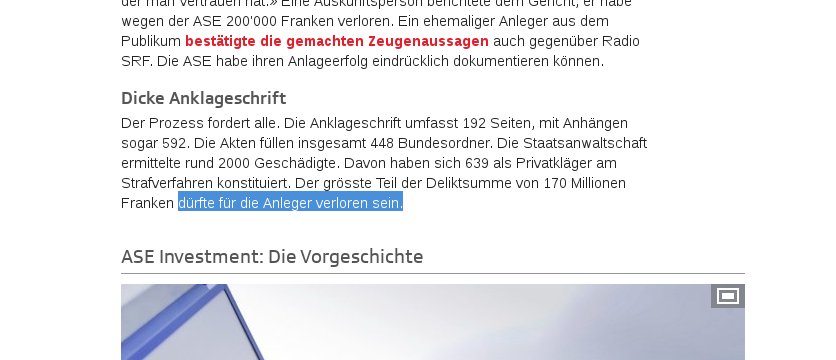 der man vertrauen hat.» Eine Auskunftsperson berichtete dem Gericht, er habe
wegen der ASE 200'000 Franken verloren. Ein ehemaliger Anleger aus dem
Publikum bestätigte die gemachten Zeugenaussagen auch gegenüber Radio
SRF. Die ASE habe ihren Anlageerfolg eindrücklich dokumentieren können.
Dicke Anklageschrift
Der Prozess fordert alle. Die Anklageschrift umfasst 192 Seiten, mit Anhängen
sogar 592. Die Akten füllen insgesamt 448 Bundesordner. Die Staatsanwaltschaft
ermittelte rund 2000 Geschädigte. Davon haben sich 639 als Privatkläger am
Strafverfahren konstituiert. Der grösste Teil der Deliktsumme von 170 Millionen
Franken dürfte für die Anleger verloren sein.
ASE Investment: Die Vorgeschichte